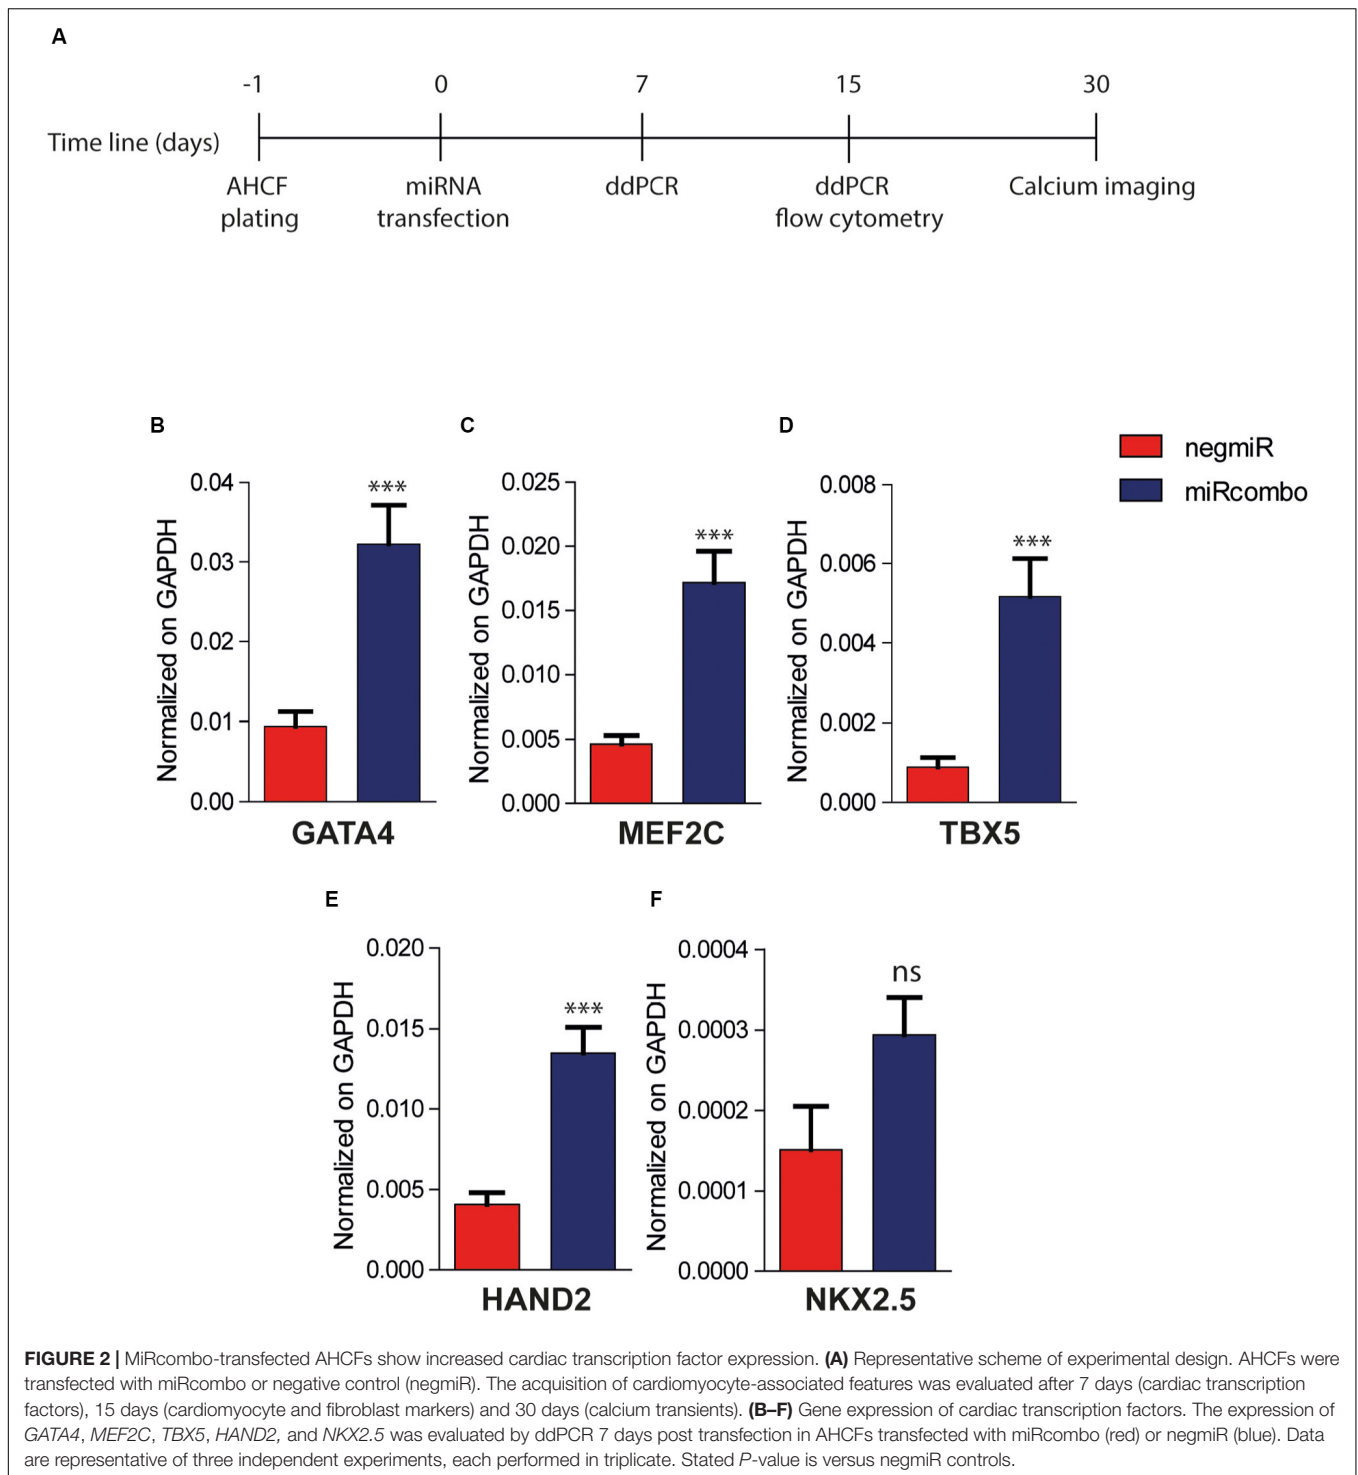 A
-1 0 7 15 30
Time line (days)
AHCF miRNA ddPCR ddPCR Calcium imaging
plating transfection flow cytometry
B C D
negmiR
miRcombo
Normalized on GAPDH
0.04
0.03
0.02
0.01
0.00
***
GATA4
Normalized on GAPDH
0.025
0.020
0.015
0.010
0.005
0.000
***
MEF2C
Normalized on GAPDH
0.008
0.006
0.004
0.002
0.000
***
TBX5
E F
Normalized on GAPDH
0.020
0.015
0.010
0.005
0.000
***
HAND2
Normalized on GAPDH
0.0004
0.0003
0.0002
0.0001
0.0000
ns
NKX2.5
FIGURE 2 | MiRcombo-transfected AHCFs show increased cardiac transcription factor expression. (A) Representative scheme of experimental design. AHCFs were
transfected with miRcombo or negative control (negmiR). The acquisition of cardiomyocyte-associated features was evaluated after 7 days (cardiac transcription
factors), 15 days (cardiomyocyte and fibroblast markers) and 30 days (calcium transients). (B–F) Gene expression of cardiac transcription factors. The expression of
GATA4, MEF2C, TBX5, HAND2, and NKX2.5 was evaluated by ddPCR 7 days post transfection in AHCFs transfected with miRcombo (red) or negmiR (blue). Data
are representative of three independent experiments, each performed in triplicate. Stated P-value is versus negmiR controls.